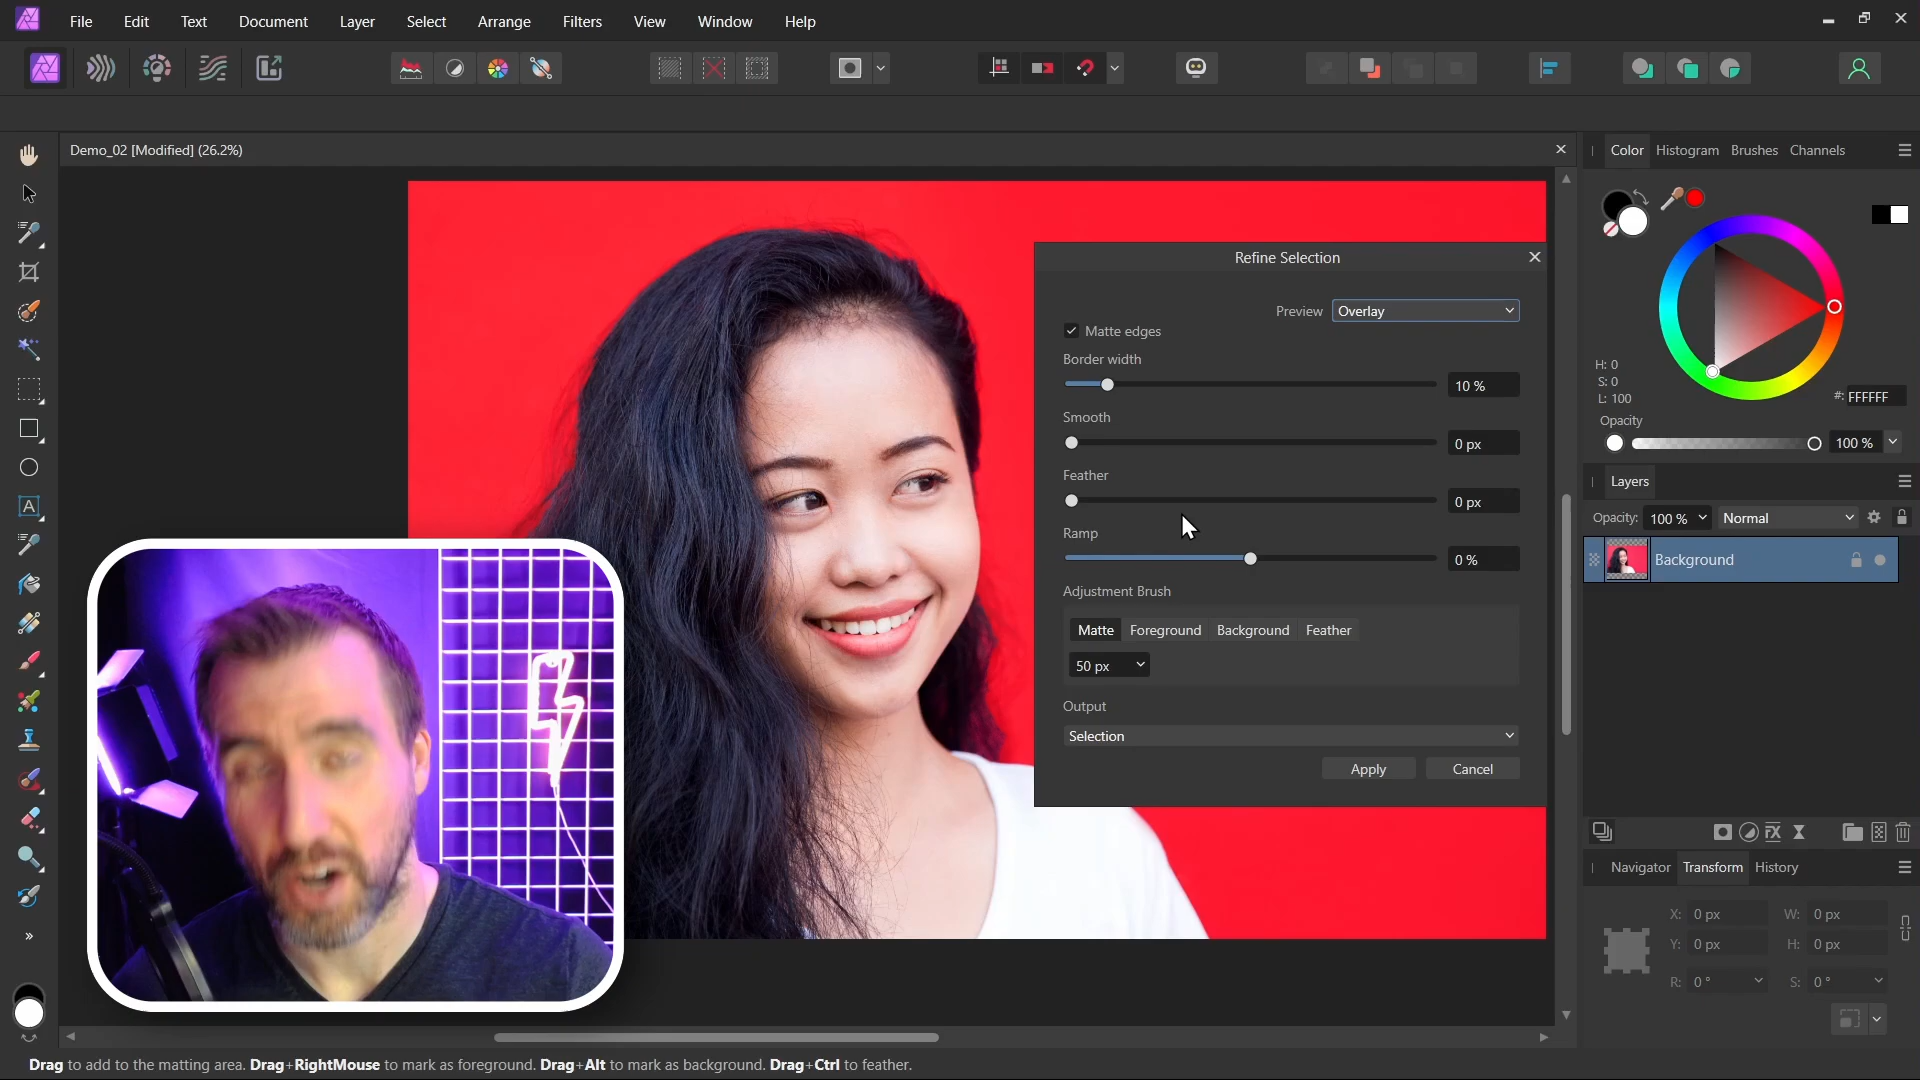 File Edit Text Document Layer Select Arrange Filters View Window Help
Demo_02 [Modified] (26.2%)
Color Histogram Brushes Channels
H: 0
S: 0
L: 100
#: FFFFFF
Opacity
100 %
Layers
Opacity: 100 % Normal
Background
Refine Selection
Preview Overlay
Matte edges
Border width
10 %
Smooth
0 px
Feather
0 px
Ramp
0 %
Adjustment Brush
Matte Foreground Background Feather
50 px
Output
Selection
Apply Cancel
Navigator Transform History
X: 0 px W: 0 px
Y: 0 px H: 0 px
R: 0 ° S: 0 °
Drag to add to the matting area. Drag+RightMouse to mark as foreground. Drag+Alt to mark as background. Drag+Ctrl to feather.